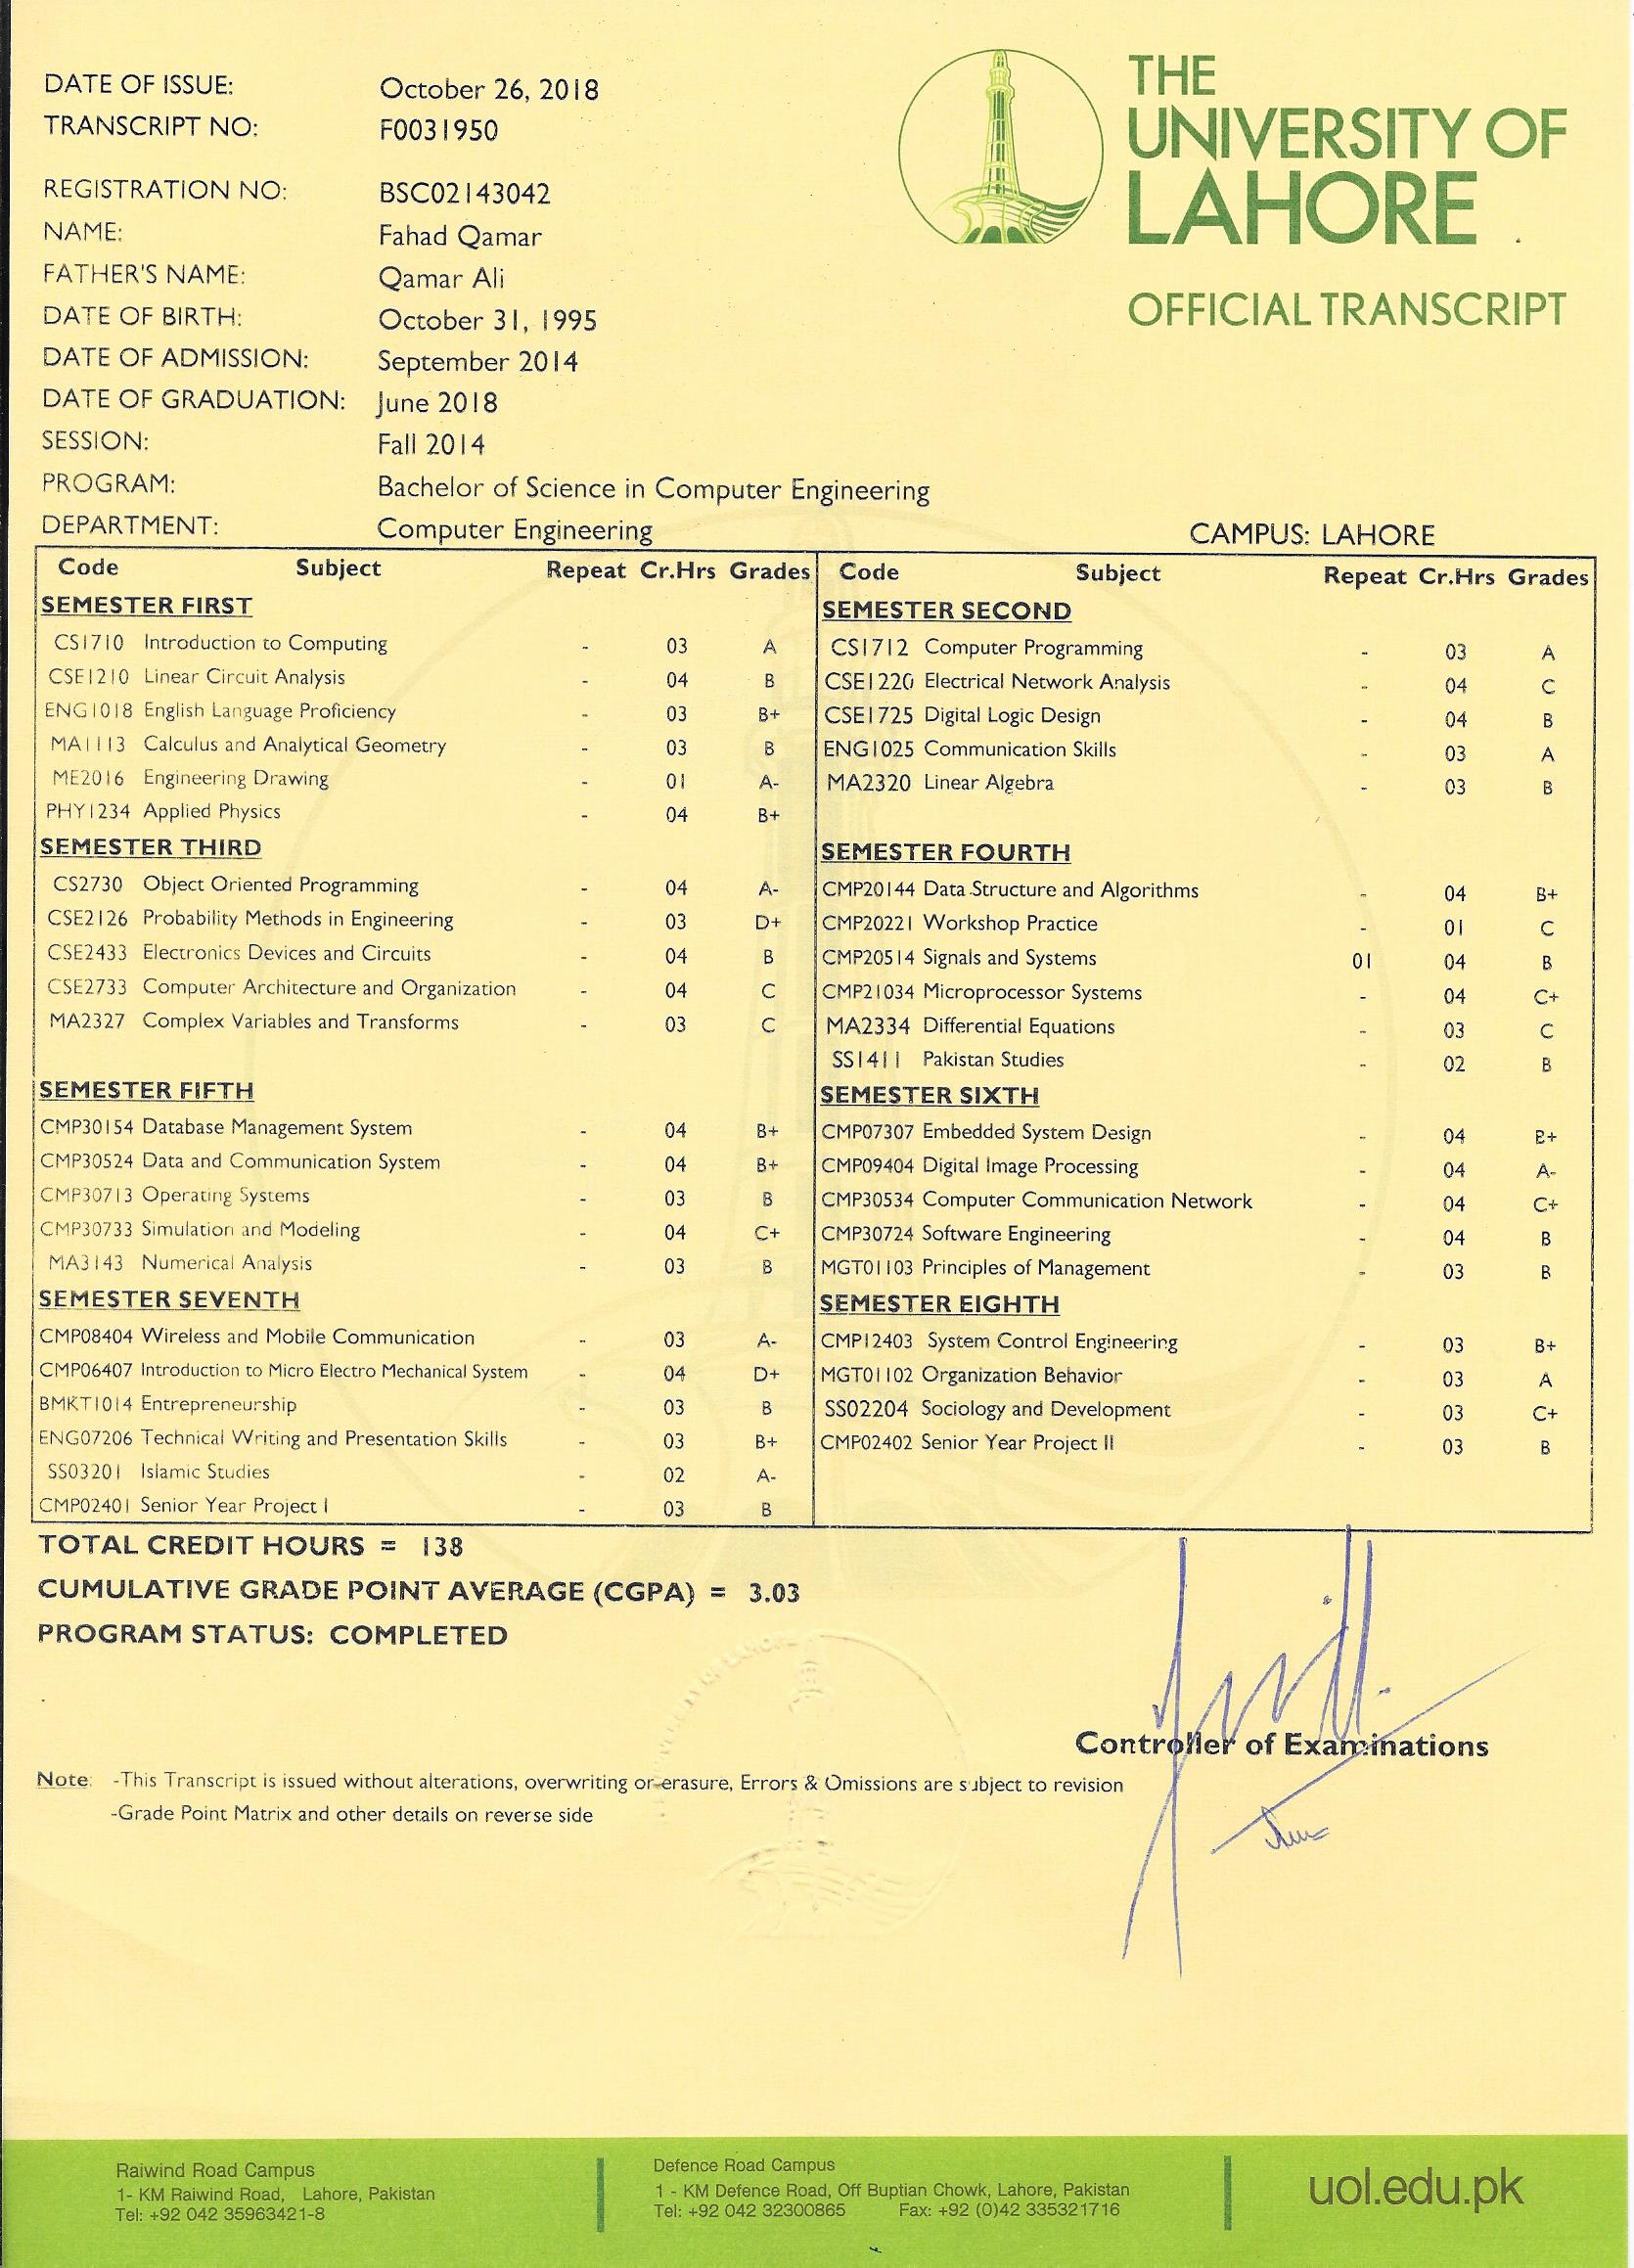 THE
UNIVERSITY OF
LAHORE
OFFICIAL TRANSCRIPT
DATE OF ISSUE: October 26, 2018
TRANSCRIPT NO: F0031950
REGISTRATION NO: BSC02143042
NAME: Fahad Qamar
FATHER'S NAME: Qamar Ali
DATE OF BIRTH: October 31, 1995
DATE OF ADMISSION: September 2014
DATE OF GRADUATION: June 2018
SESSION: Fall 2014
PROGRAM: Bachelor of Science in Computer Engineering
DEPARTMENT: Computer Engineering
CAMPUS: LAHORE
Code Subject Repeat Cr.Hrs Grades
SEMESTER FIRST
CS1710 Introduction to Computing - 03 A
CSE1210 Linear Circuit Analysis - 04 B
ENG1018 English Language Proficiency - 03 B+
MA1113 Calculus and Analytical Geometry - 03 B
ME2016 Engineering Drawing - 01 A-
PHY1234 Applied Physics - 04 B+
SEMESTER THIRD
CS2730 Object Oriented Programming - 04 A-
CSE2126 Probability Methods in Engineering - 03 D+
CSE2433 Electronics Devices and Circuits - 04 B
CSE2733 Computer Architecture and Organization - 04 C
MA2327 Complex Variables and Transforms - 03 C
SEMESTER FIFTH
CMP30154 Database Management System - 04 B+
CMP30524 Data and Communication System - 04 B+
CMP30713 Operating Systems - 03 B
CMP30733 Simulation and Modeling - 04 C+
MA3143 Numerical Analysis - 03 B
SEMESTER SEVENTH
CMP08404 Wireless and Mobile Communication - 03 A-
CMP06407 Introduction to Micro Electro Mechanical System - 04 D+
BMKT1014 Entrepreneurship - 03 B
ENG07206 Technical Writing and Presentation Skills - 03 B+
SS03201 Islamic Studies - 02 A-
CMP02401 Senior Year Project I - 03 B
Code Subject Repeat Cr.Hrs Grades
SEMESTER SECOND
CS1712 Computer Programming - 03 A
CSE1220 Electrical Network Analysis - 04 C
CSE1725 Digital Logic Design - 04 B
ENG1025 Communication Skills - 03 A
MA2320 Linear Algebra - 03 B
SEMESTER FOURTH
CMP20144 Data Structure and Algorithms - 04 B+
CMP20221 Workshop Practice - 01 C
CMP20514 Signals and Systems 01 04 B
CMP21034 Microprocessor Systems - 04 C+
MA2334 Differential Equations - 03 C
SS1411 Pakistan Studies - 02 B
SEMESTER SIXTH
CMP07307 Embedded System Design - 04 B+
CMP09404 Digital Image Processing - 04 A-
CMP30534 Computer Communication Network - 04 C+
CMP30724 Software Engineering - 04 B
MGT01103 Principles of Management - 03 B
SEMESTER EIGHTH
CMP12403 System Control Engineering - 03 B+
MGT01102 Organization Behavior - 03 A
SS02204 Sociology and Development - 03 C+
CMP02402 Senior Year Project II - 03 B
TOTAL CREDIT HOURS = 138
CUMULATIVE GRADE POINT AVERAGE (CGPA) = 3.03
PROGRAM STATUS: COMPLETED
Controller of Examinations
Note: -This Transcript is issued without alterations, overwriting or erasure, Errors & Omissions are subject to revision
-Grade Point Matrix and other details on reverse side
Raiwind Road Campus
1- KM Raiwind Road, Lahore, Pakistan
Tel: +92 042 35963421-8
Defence Road Campus
1 - KM Defence Road, Off Buptian Chowk, Lahore, Pakistan
Tel: +92 042 32300865 Fax: +92 (0)42 335321716
uol.edu.pk